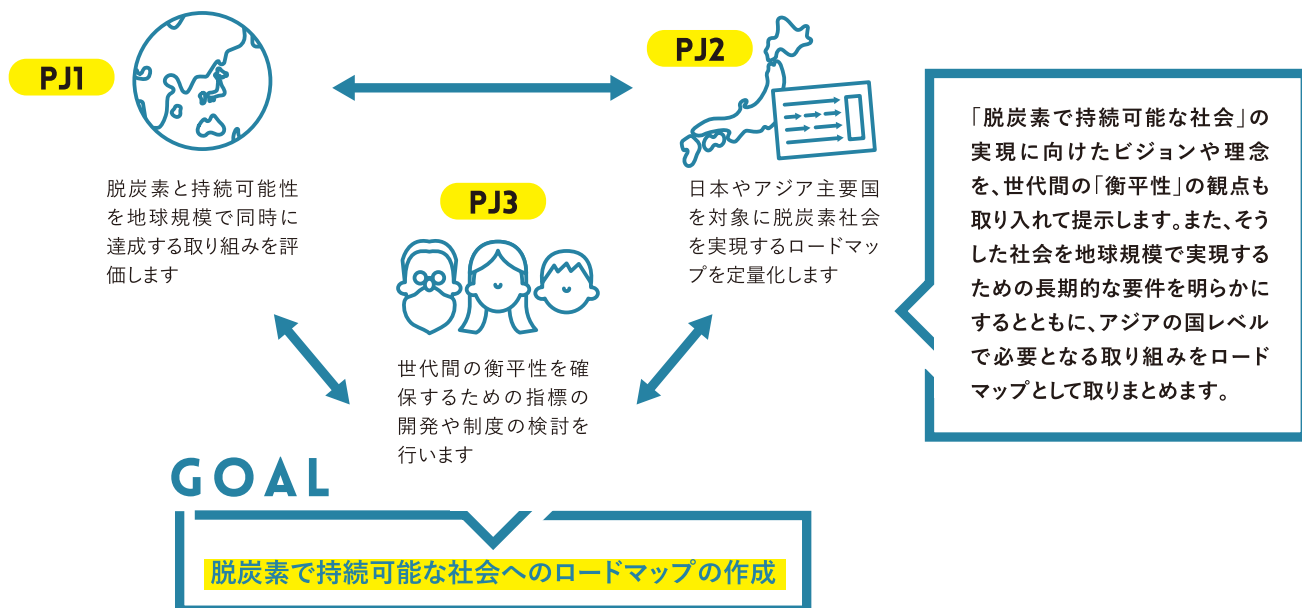 PJ1
脱炭素と持続可能性
を地球規模で同時に
達成する取り組みを評
価します
PJ2
日本やアジア主要国
を対象に脱炭素社会
を実現するロードマッ
プを定量化します
PJ3
世代間の衡平性を確
保するための指標の
開発や制度の検討を
行います
「脱炭素で持続可能な社会」の
実現に向けたビジョンや理念
を、世代間の「衡平性」の観点も
取り入れて提示します。また、そう
した社会を地球規模で実現する
ための長期的な要件を明らかに
するとともに、アジアの国レベル
で必要となる取り組みをロード
マップとして取りまとめます。
GOAL
脱炭素で持続可能な社会へのロードマップの作成